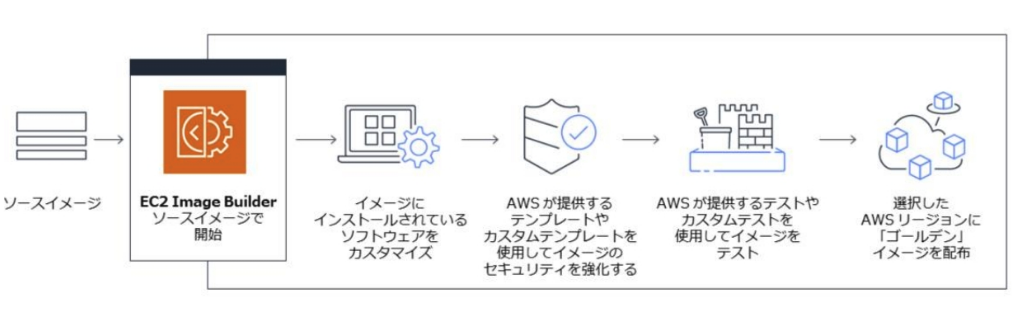 ソースイメージ
EC2 Image Builder
ソースイメージで
開始
イメージに
インストールされている
ソフトウェアを
カスタマイズ
AWS が提供する
テンプレートや
カスタムテンプレートを
使用してイメージの
セキュリティを強化する
AWS が提供するテストや
カスタムテストを
使用してイメージを
テスト
選択した
AWS リージョンに
「ゴールデン」
イメージを配布